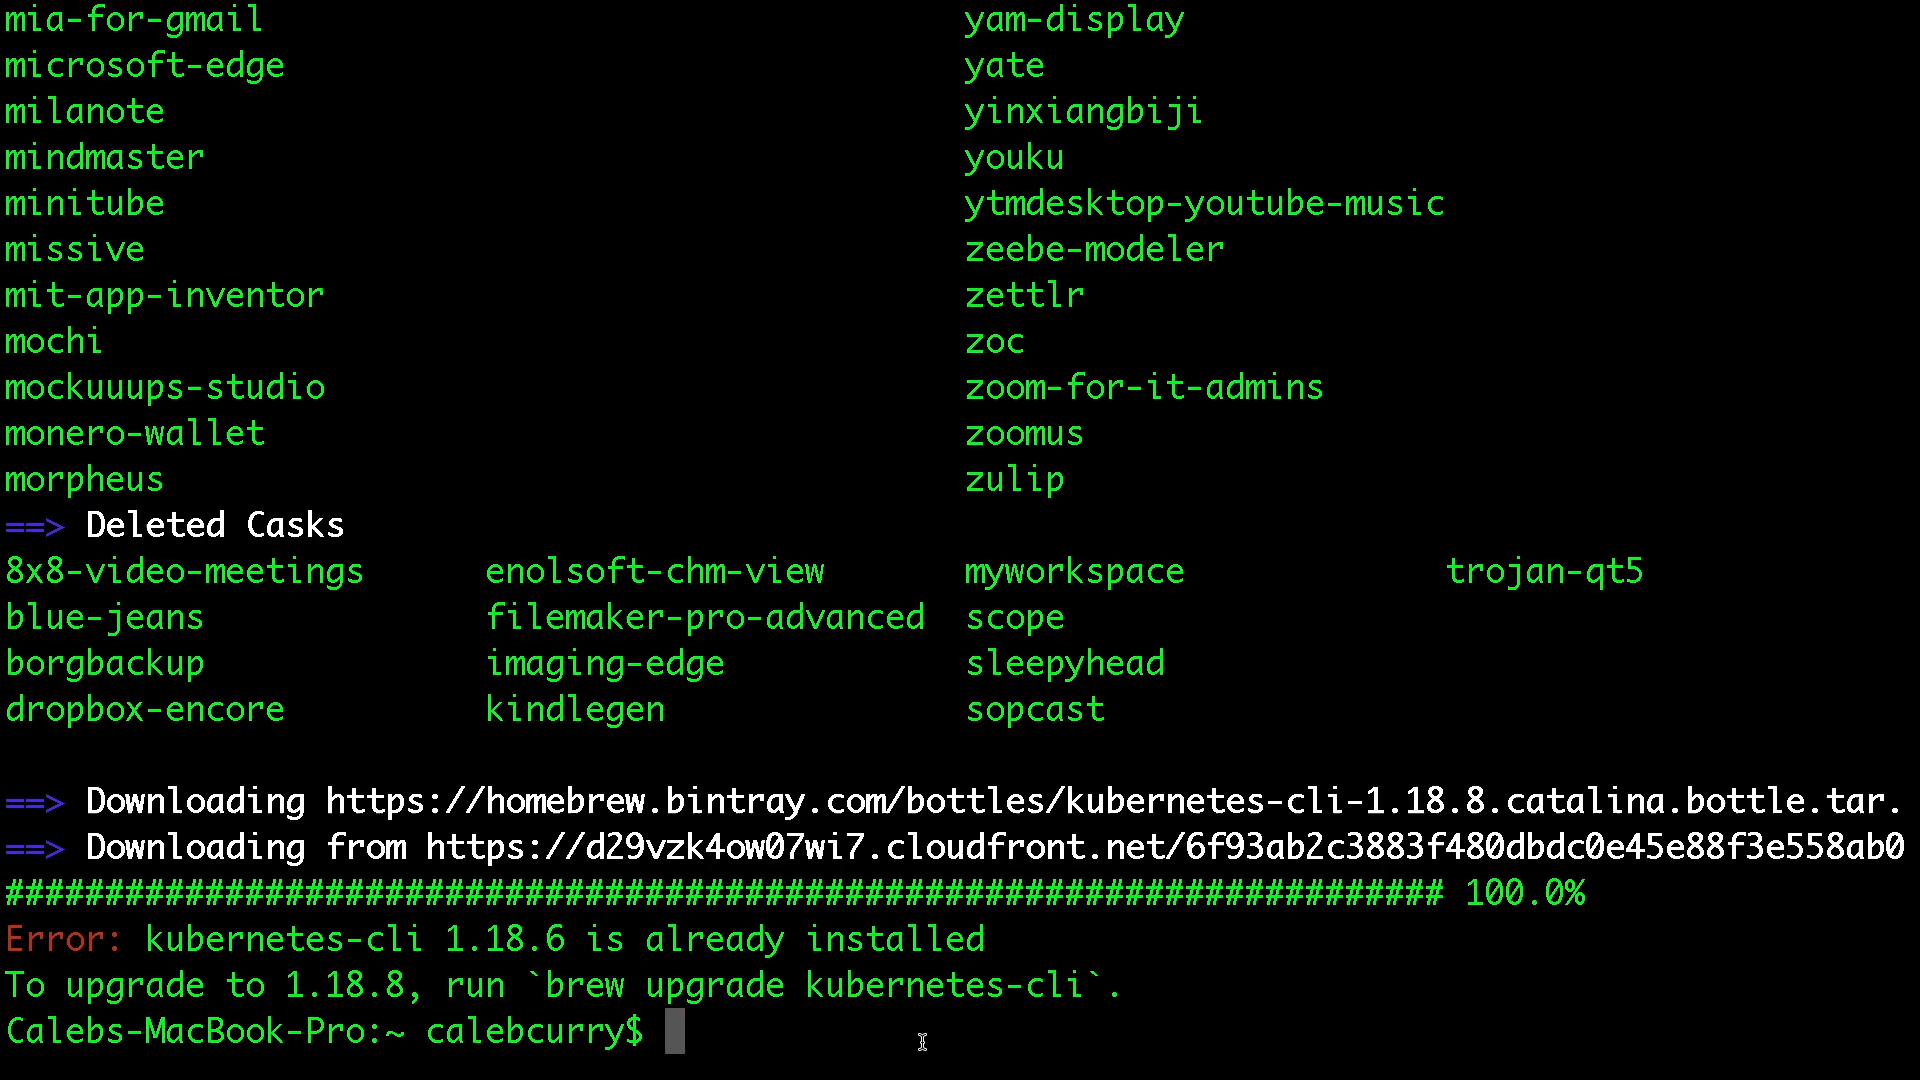 mia-for-gmail yam-display
microsoft-edge yate
milanote yinxiangbiji
mindmaster youku
minitube ytmdesktop-youtube-music
missive zeebe-modeler
mit-app-inventor zettlr
mochi zoc
mockuuups-studio zoom-for-it-admins
monero-wallet zoomus
morpheus zulip
==> Deleted Casks
8x8-video-meetings enolsoft-chm-view myworkspace trojan-qt5
blue-jeans filemaker-pro-advanced scope
borgbackup imaging-edge sleepyhead
dropbox-encore kindlegen sopcast
==> Downloading https://homebrew.bintray.com/bottles/kubernetes-cli-1.18.8.catalina.bottle.tar.
==> Downloading from https://d29vzk4ow07wi7.cloudfront.net/6f93ab2c3883f480dbdc0e45e88f3e558ab0
######################################################################## 100.0%
Error: kubernetes-cli 1.18.6 is already installed
To upgrade to 1.18.8, run `brew upgrade kubernetes-cli`.
Calebs-MacBook-Pro:~ calebcurry$